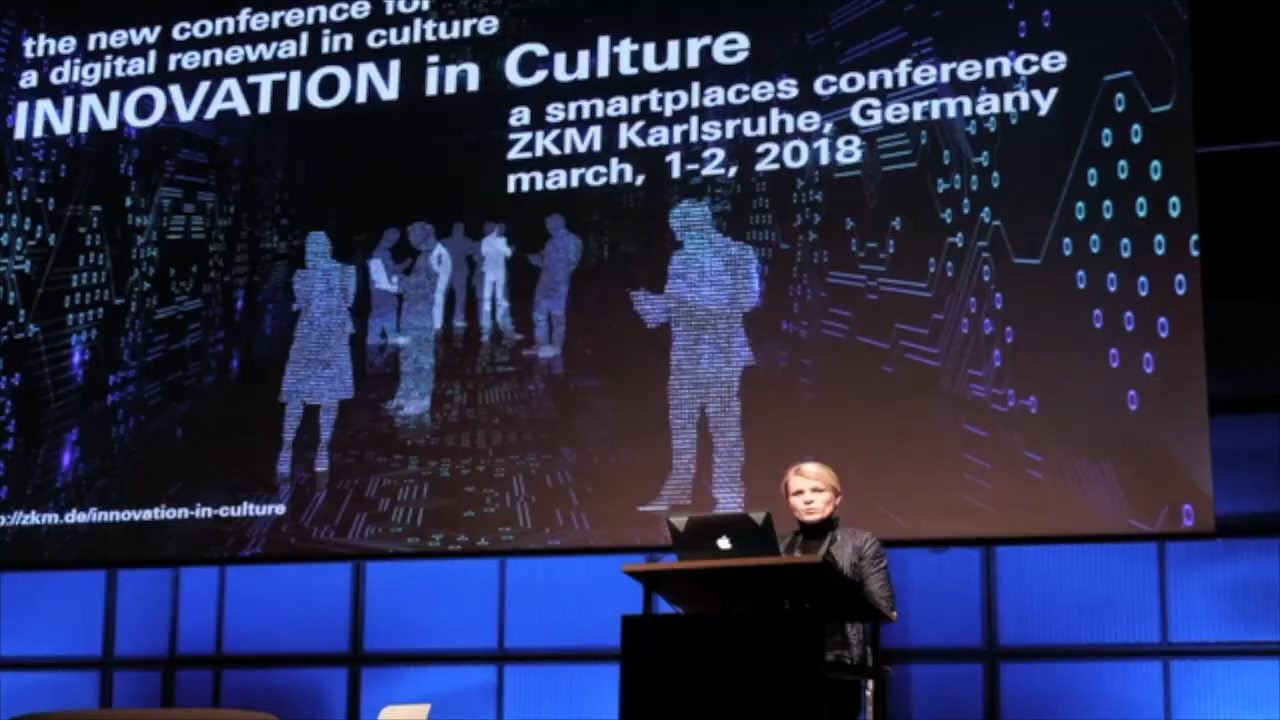 the new conference for
a digital renewal in culture
INNOVATION in Culture
a smartplaces conference
ZKM Karlsruhe, Germany
march, 1-2, 2018
://zkm.de/innovation-in-culture